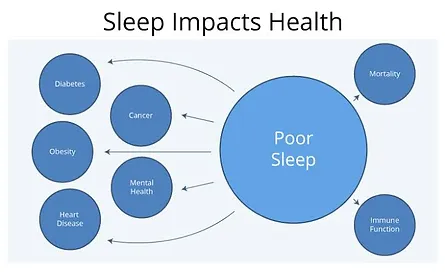 Sleep Impacts Health
Diabetes
Mortality
Cancer
Poor
Sleep
Obesity
Mental
Health
Heart
Disease
Immune
Function